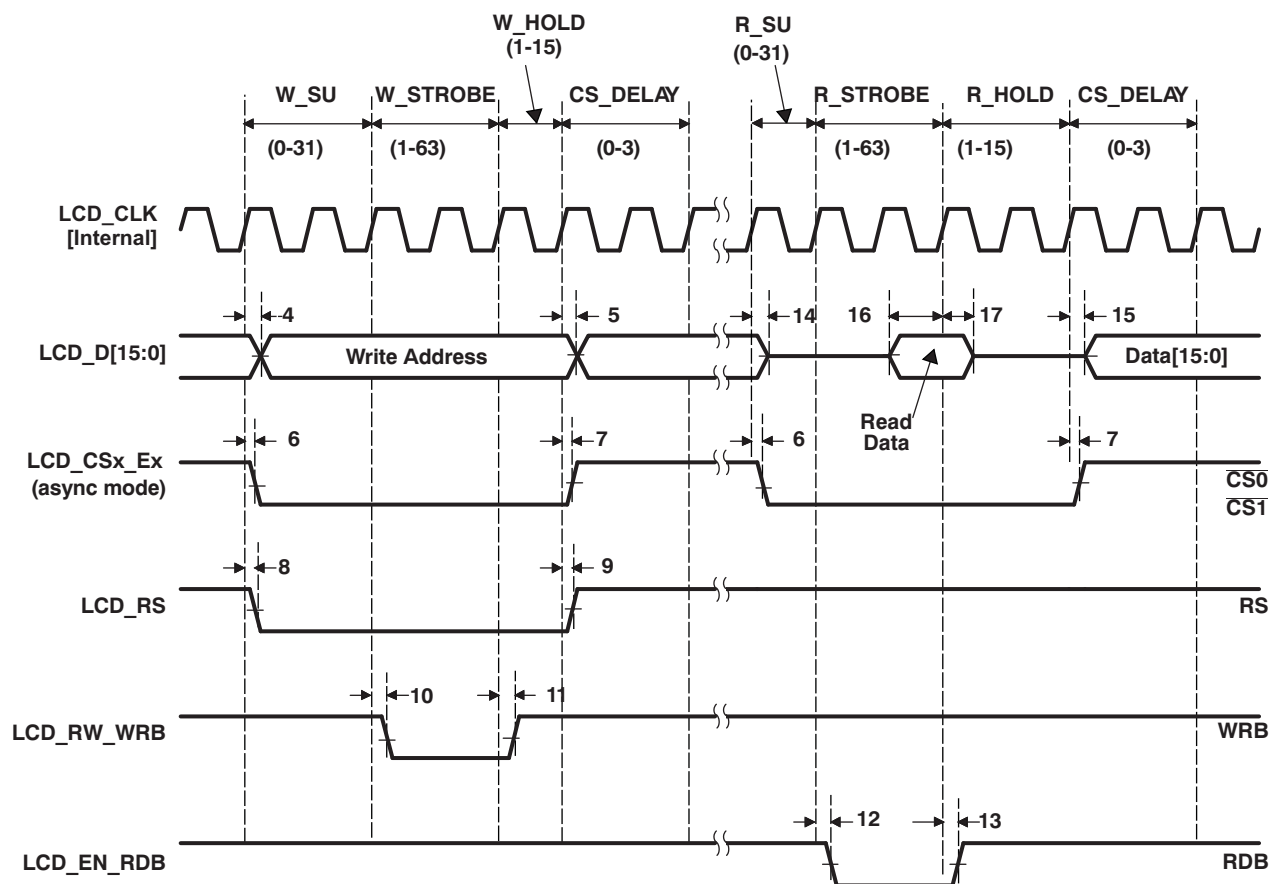 W_HOLD
(1-15)
R_SU
(0-31)
W_SU W_STROBE CS_DELAY R_STROBE R_HOLD CS_DELAY
(0-31) (1-63) (0-3) (1-63) (1-15) (0-3)
LCD_CLK
[Internal]
4 5 14 16 17 15
LCD_D[15:0] Write Address Data[15:0]
Read
Data
6 7 6 7
LCD_CSx_Ex
(async mode)
CS0
CS1
8 9
LCD_RS RS
10 11
LCD_RW_WRB WRB
12 13
LCD_EN_RDB RDB